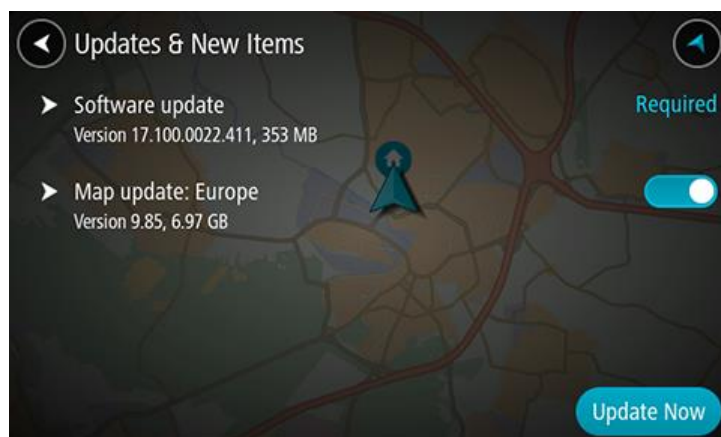 Updates & New Items
Software update
Required
Version 17.100.0022.411, 353 MB
Map update: Europe
Version 9.85, 6.97 GB
Update Now